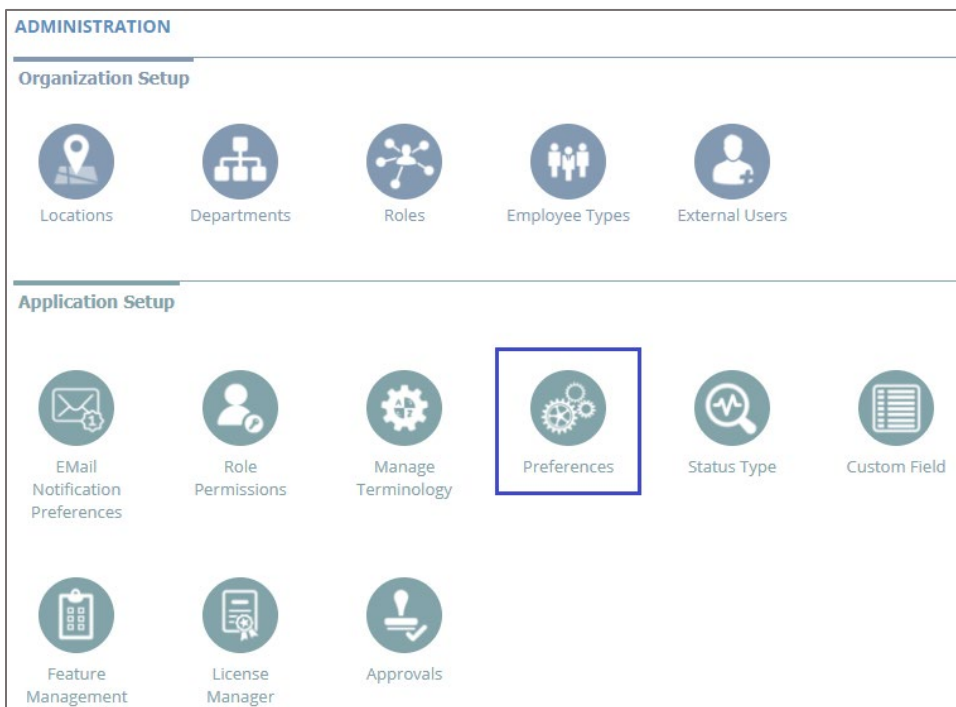 ADMINISTRATION
Organization Setup
Locations
Departments
Roles
Employee Types
External Users
Application Setup
EMail
Notification
Preferences
Role
Permissions
Manage
Terminology
Preferences
Status Type
Custom Field
Feature
Management
License
Manager
Approvals